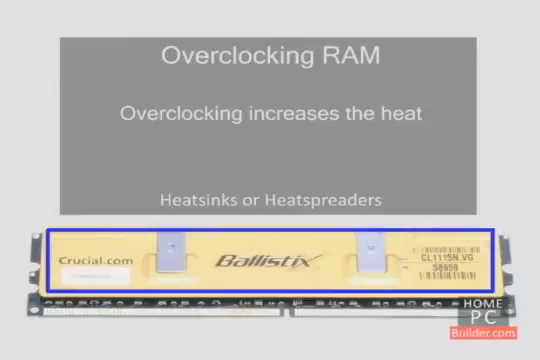 Overclocking RAM
Overclocking increases the heat
Heatsinks or Heatspreaders
Crucial.com
Ballistix
CL1115N.VG
58959
HOME
PC
Builder.com